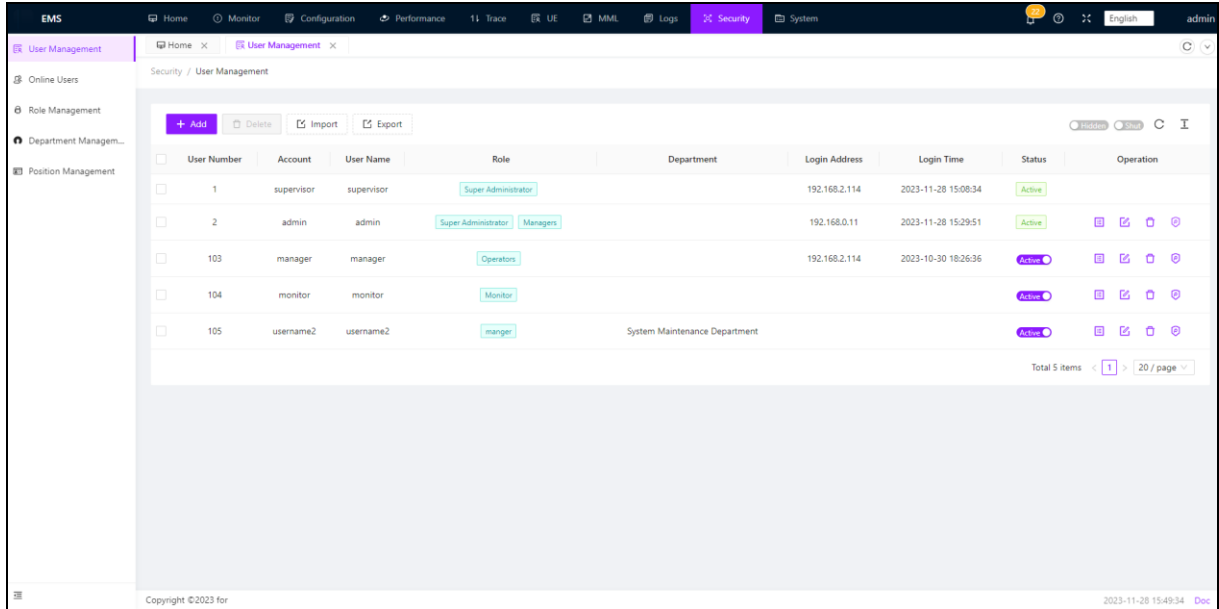 EMS Home Monitor Configuration Performance Trace UE MML Logs Security System 22 English admin
User Management
Online Users
Role Management
Department Managem...
Position Management
Home User Management
Security / User Management
+ Add Delete Import Export Hidden Shut
User Number Account User Name Role Department Login Address Login Time Status Operation
1 supervisor supervisor Super Administrator 192.168.2.114 2023-11-28 15:08:34 Active
2 admin admin Super Administrator Managers 192.168.0.11 2023-11-28 15:29:51 Active
103 manager manager Operators 192.168.2.114 2023-10-30 18:26:36 Active
104 monitor monitor Monitor Active
105 username2 username2 manger System Maintenance Department Active
Total 5 items < 1 > 20 / page
Copyright ©2023 for 2023-11-28 15:49:34 Doc